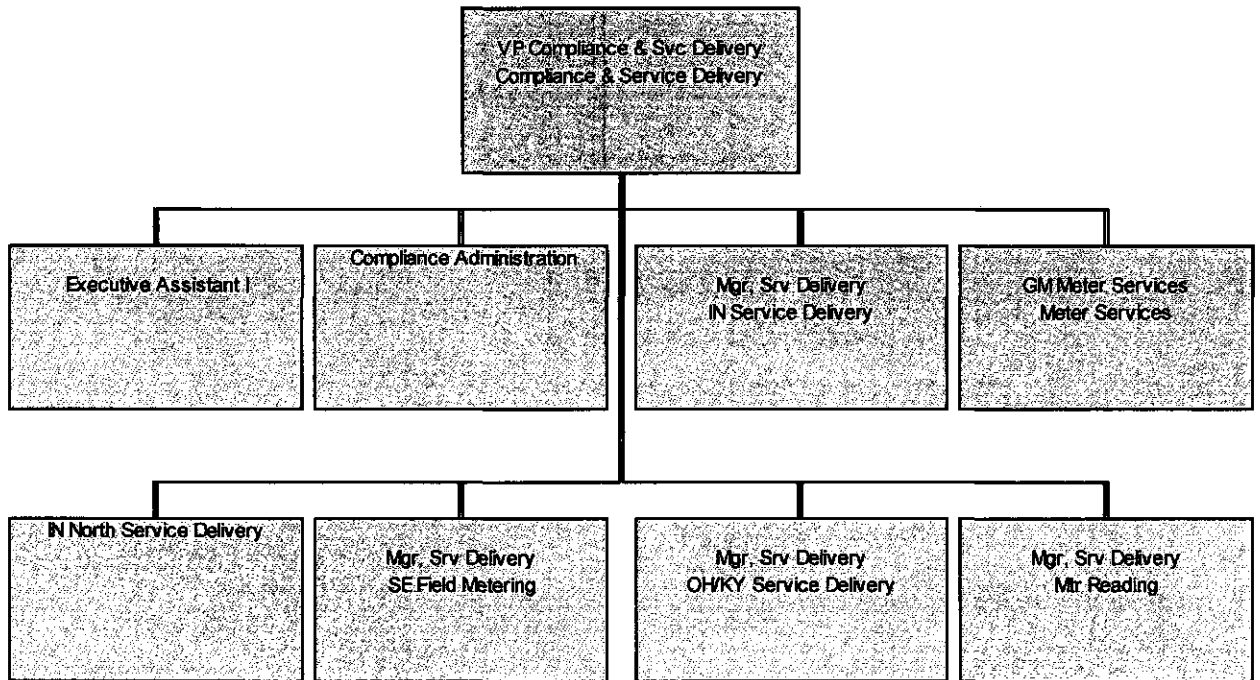 VP Compliance & Svc Delivery
Compliance & Service Delivery
Executive Assistant I
Compliance Administration
Mgr, Srv Delivery
IN Service Delivery
GM Meter Services
Meter Services
IN North Service Delivery
Mgr, Srv Delivery
SE Field Metering
Mgr, Srv Delivery
OH/KY Service Delivery
Mgr, Srv Delivery
Mtr Reading